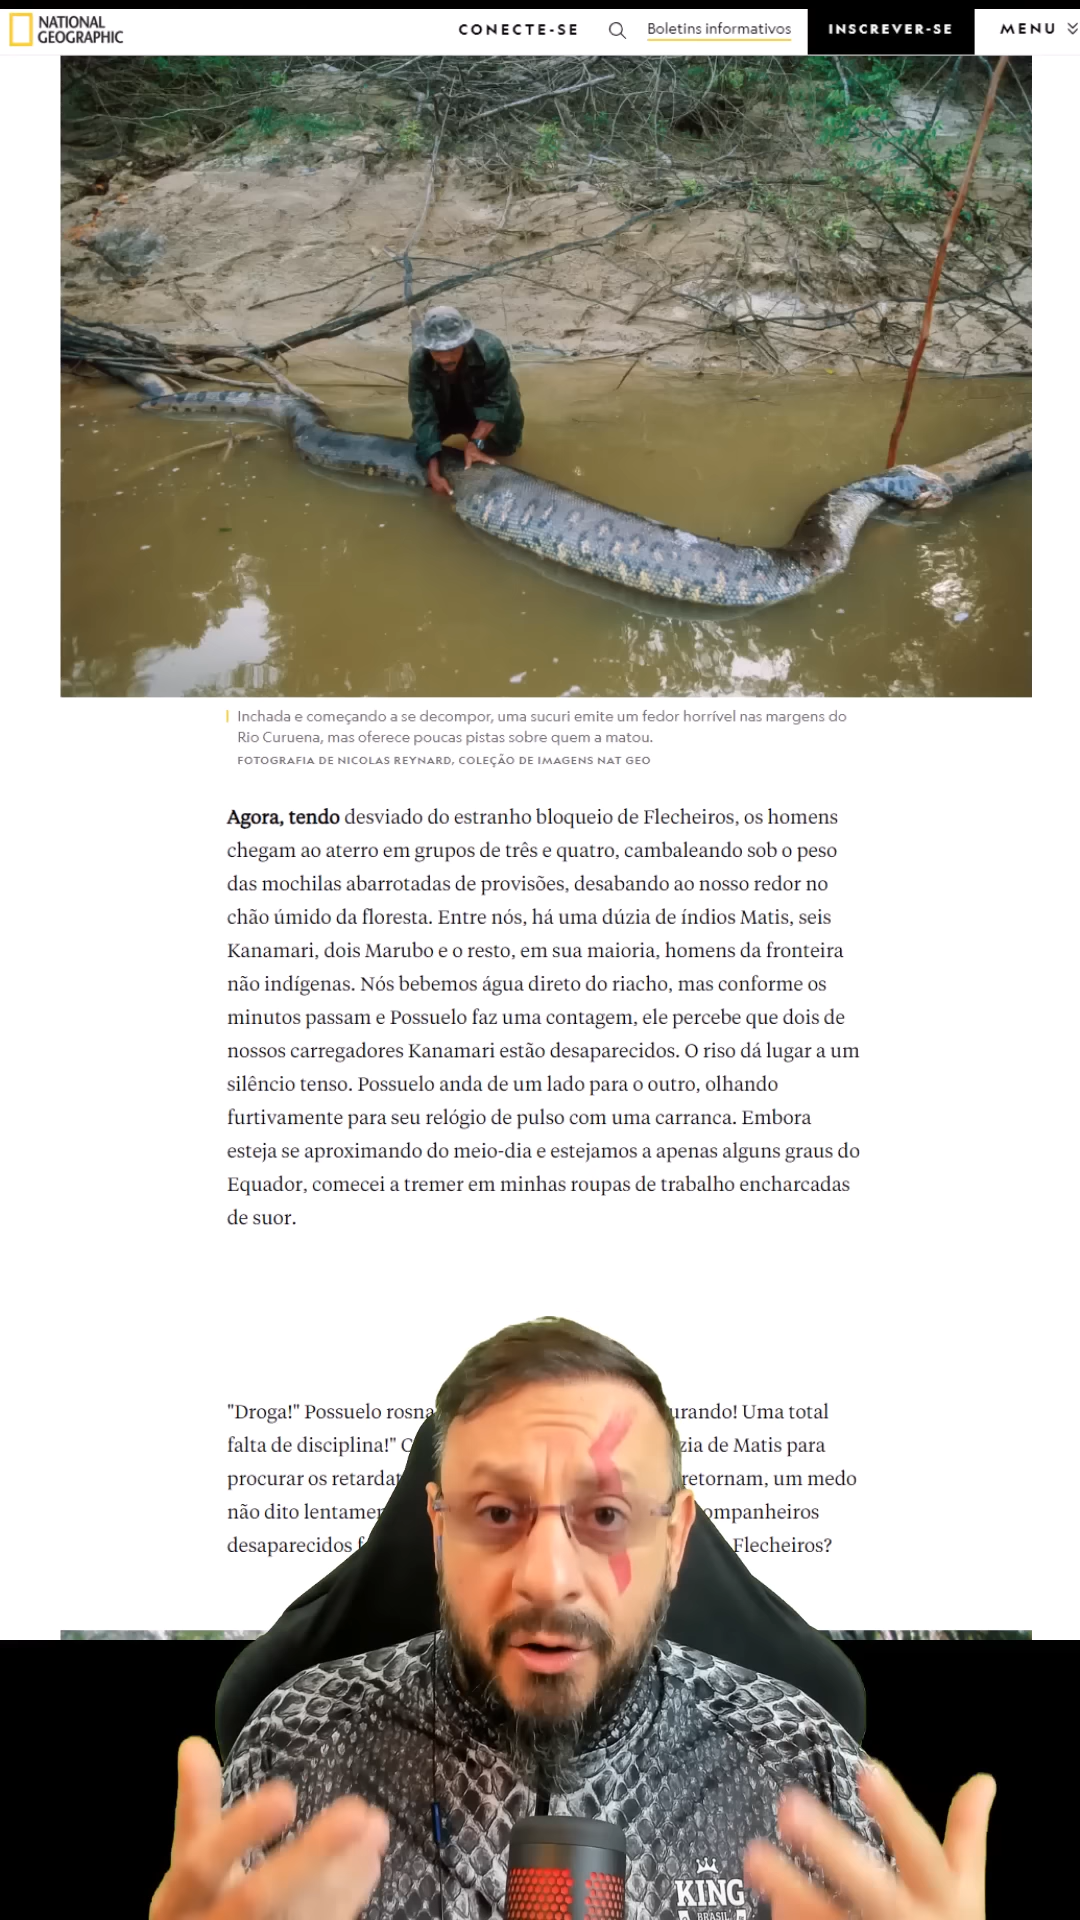 NATIONAL
GEOGRAPHIC
CONECTE-SE
Boletins informativos
INSCREVER-SE
MENU
Inchada e começando a se decompor, uma sucuri emite um fedor horrível nas margens do
Rio Curuena, mas oferece poucas pistas sobre quem a matou.
FOTOGRAFIA DE NICOLAS REYNARD, COLEÇÃO DE IMAGENS NAT GEO
Agora, tendo desviado do estranho bloqueio de Flecheiros, os homens
chegam ao aterro em grupos de três e quatro, cambaleando sob o peso
das mochilas abarrotadas de provisões, desabando ao nosso redor no
chão úmido da floresta. Entre nós, há uma dúzia de índios Matis, seis
Kanamari, dois Marubo e o resto, em sua maioria, homens da fronteira
não indígenas. Nós bebemos água direto do riacho, mas conforme os
minutos passam e Possuelo faz uma contagem, ele percebe que dois de
nossos carregadores Kanamari estão desaparecidos. O riso dá lugar a um
silêncio tenso. Possuelo anda de um lado para o outro, olhando
furtivamente para seu relógio de pulso com uma carranca. Embora
esteja se aproximando do meio-dia e estejamos a apenas alguns graus do
Equador, comecei a tremer em minhas roupas de trabalho encharcadas
de suor.
"Droga!" Possuelo rosna urando! Uma total
falta de disciplina!" zia de Matis para
procurar os retornam, um medo
não dito ompanheiros
desaparecidos Flecheiros?
KING
BRASIL